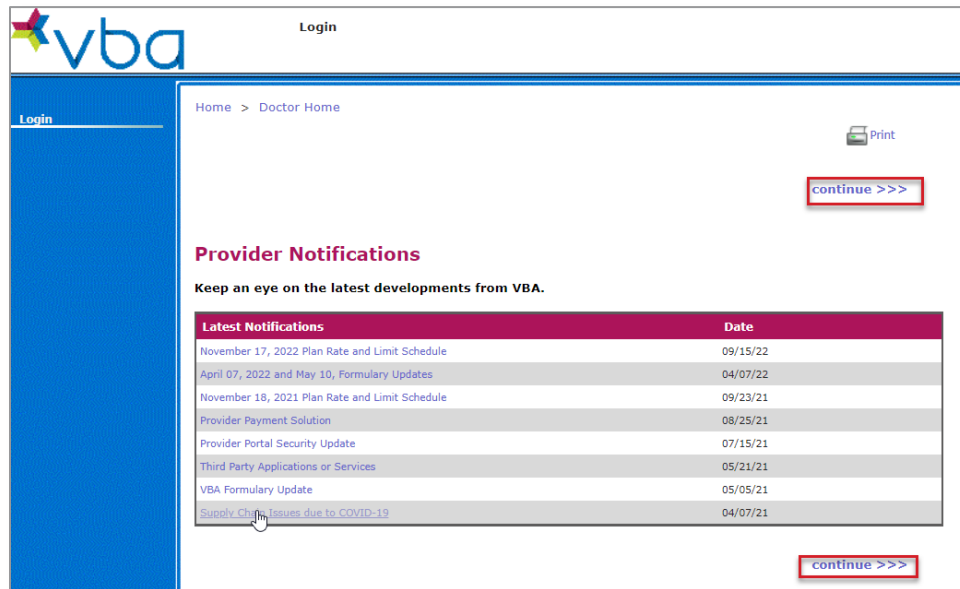 vba
Login
Login
Home > Doctor Home
Print
continue >>>
Provider Notifications
Keep an eye on the latest developments from VBA.
Latest Notifications Date
November 17, 2022 Plan Rate and Limit Schedule 09/15/22
April 07, 2022 and May 10, Formulary Updates 04/07/22
November 18, 2021 Plan Rate and Limit Schedule 09/23/21
Provider Payment Solution 08/25/21
Provider Portal Security Update 07/15/21
Third Party Applications or Services 05/21/21
VBA Formulary Update 05/05/21
Supply Chain Issues due to COVID-19 04/07/21
continue >>>